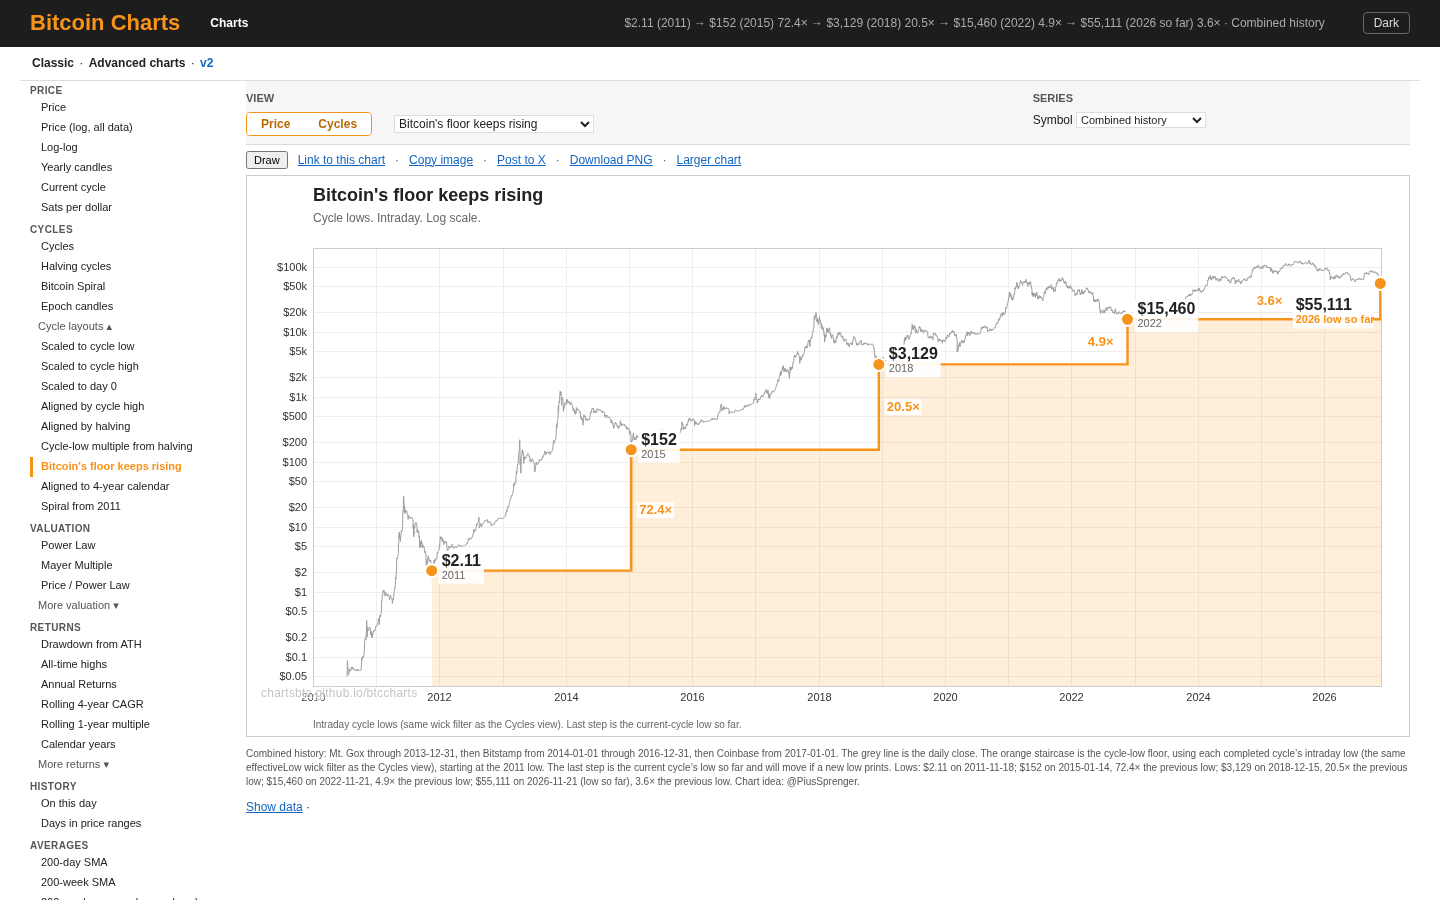 Bitcoin Charts
Charts
$2.11 (2011) → $152 (2015) 72.4× → $3,129 (2018) 20.5× → $15,460 (2022) 4.9× → $55,111 (2026 so far) 3.6× · Combined history
Dark
Classic · Advanced charts · v2
PRICE
Price
Price (log, all data)
Log-log
Yearly candles
Current cycle
Sats per dollar
CYCLES
Cycles
Halving cycles
Bitcoin Spiral
Epoch candles
Cycle layouts ▴
Scaled to cycle low
Scaled to cycle high
Scaled to day 0
Aligned by cycle high
Aligned by halving
Cycle-low multiple from halving
Bitcoin's floor keeps rising
Aligned to 4-year calendar
Spiral from 2011
VALUATION
Power Law
Mayer Multiple
Price / Power Law
More valuation ▾
RETURNS
Drawdown from ATH
All-time highs
Annual Returns
Rolling 4-year CAGR
Rolling 1-year multiple
Calendar years
More returns ▾
HISTORY
On this day
Days in price ranges
AVERAGES
200-day SMA
200-week SMA
VIEW
Price Cycles
Bitcoin's floor keeps rising
SERIES
Symbol Combined history
Draw Link to this chart · Copy image · Post to X · Download PNG · Larger chart
Bitcoin's floor keeps rising
Cycle lows. Intraday. Log scale.
$100k
$50k
$20k
$10k
$5k
$2k
$1k
$500
$200
$100
$50
$20
$10
$5
$2
$1
$0.5
$0.2
$0.1
$0.05
$2.11
2011
72.4×
$152
2015
20.5×
$3,129
2018
4.9×
$15,460
2022
3.6×
$55,111
2026 low so far
chartsbtc.github.io/btccharts
2010 2012 2014 2016 2018 2020 2022 2024 2026
Intraday cycle lows (same wick filter as the Cycles view). Last step is the current-cycle low so far.
Combined history: Mt. Gox through 2013-12-31, then Bitstamp from 2014-01-01 through 2016-12-31, then Coinbase from 2017-01-01. The grey line is the daily close. The orange staircase is the cycle-low floor, using each completed cycle's intraday low (the same
effectiveLow wick filter as the Cycles view), starting at the 2011 low. The last step is the current cycle's low so far and will move if a new low prints. Lows: $2.11 on 2011-11-18; $152 on 2015-01-14, 72.4× the previous low; $3,129 on 2018-12-15, 20.5× the previous
low; $15,460 on 2022-11-21, 4.9× the previous low; $55,111 on 2026-11-21 (low so far), 3.6× the previous low. Chart idea: @PiusSprenger.
Show data ·